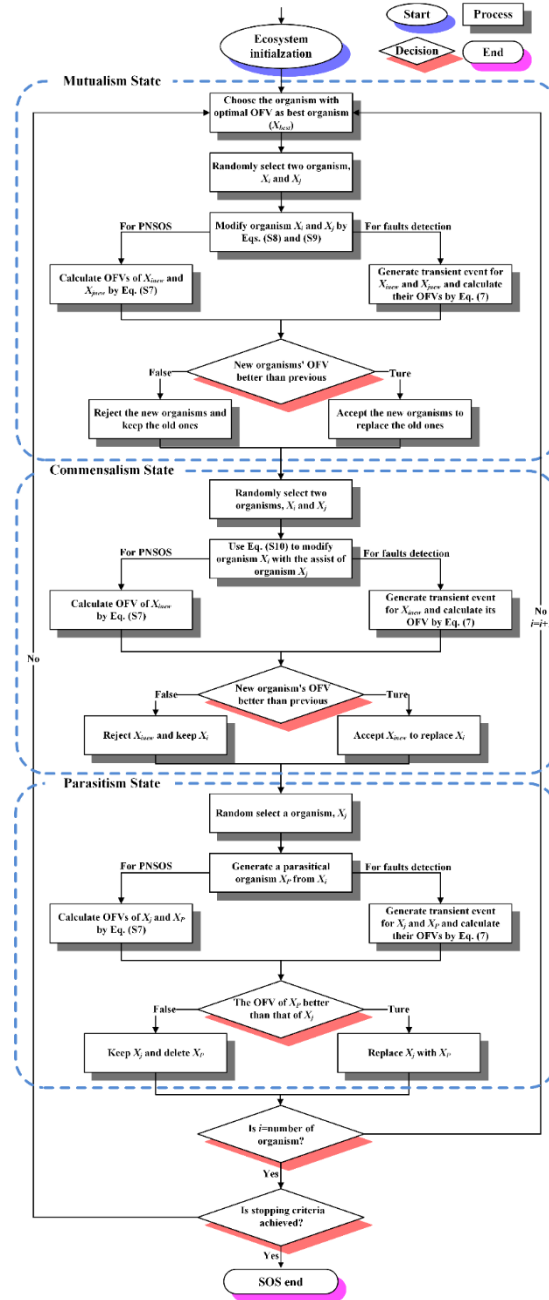 Start
Process
Ecosystem
initialzation
Decision
End
Mutualism State
Choose the organism with
optimal OFV as best organism
(Xbest)
Randomly select two organism,
Xi and Xj
For PNSOS
Modify organism Xi and Xj by
Eqs. (S8) and (S9)
For faults detection
Calculate OFVs of Xinew and
Xjnew by Eq. (S7)
Generate transient event for
Xinew and Xjnew and calculate
their OFVs by Eq. (7)
False
New organisms' OFV
better than previous
Ture
Reject the new organisms and
keep the old ones
Accept the new organisms to
replace the old ones
Commensalism State
Randomly select two
organisms, Xi and Xj
For PNSOS
Use Eq. (S10) to modify
organism Xi with the assist of
organism Xj
For faults detection
Calculate OFV of Xinew
by Eq. (S7)
Generate transient event
for Xinew and calculate its
OFV by Eq. (7)
No
No
i=i+
False
New organism's OFV
better than previous
Ture
Reject Xinew and keep Xi
Accept Xinew to replace Xi
Parasitism State
Random select a organism, Xj
For PNSOS
Generate a parasitical
organism XP from Xi
For faults detection
Calculate OFVs of Xj and XP
by Eq. (S7)
Generate transient event
for Xj and XP and calculate
their OFVs by Eq. (7)
False
The OFV of XP better
than that of Xj
Ture
Keep Xj and delete XP
Replace Xj with XP
Is i=number of
organism?
Yes
Is stopping criteria
achieved?
Yes
SOS end